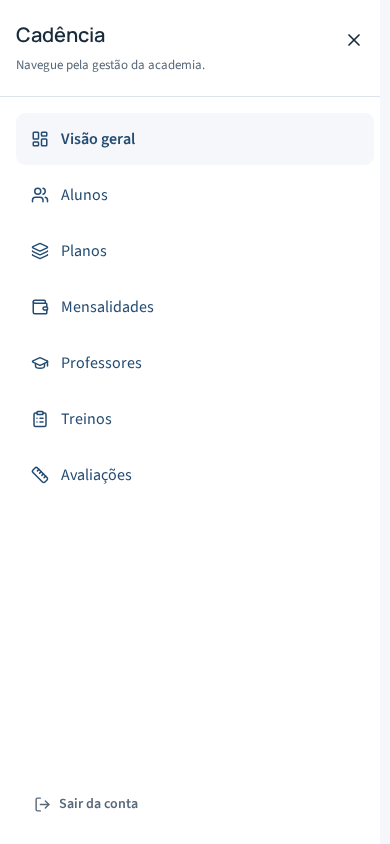 Cadência
Navegue pela gestão da academia.
Visão geral
Alunos
Planos
Mensalidades
Professores
Treinos
Avaliações
Sair da conta